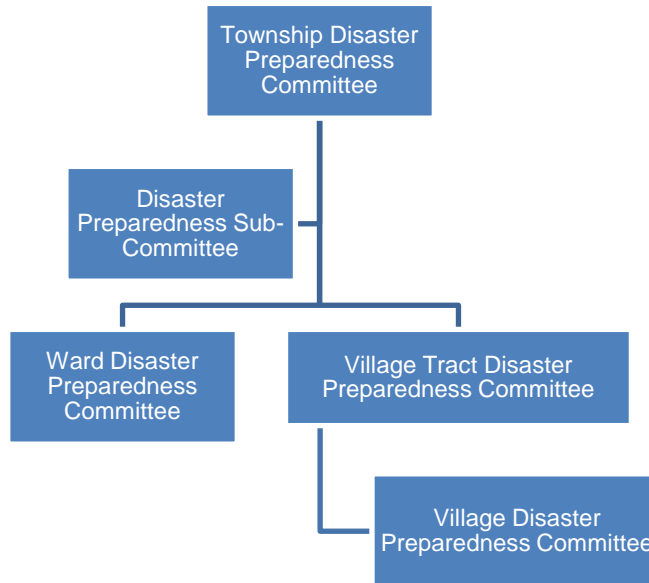 Township Disaster
Preparedness
Committee
Disaster
Preparedness Sub-
Committee
Ward Disaster
Preparedness
Committee
Village Tract Disaster
Preparedness Committee
Village Disaster
Preparedness Committee